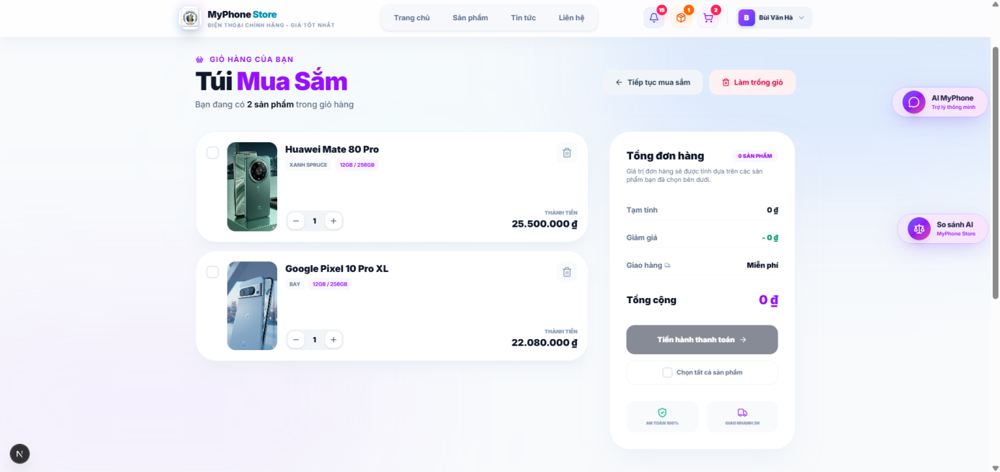 MyPhone Store
ĐIỆN THOẠI CHÍNH HÃNG - GIÁ TỐT NHẤT
Trang chủ
Sản phẩm
Tin tức
Liên hệ
15
1
2
B
Bùi Văn Hà
GIỎ HÀNG CỦA BẠN
Túi Mua Sắm
Bạn đang có 2 sản phẩm trong giỏ hàng
Tiếp tục mua sắm
Làm trống giỏ
AI MyPhone
Trợ lý thông minh
Huawei Mate 80 Pro
XANH SPRUCE
12GB / 256GB
1
THÀNH TIỀN
25.500.000 ₫
Google Pixel 10 Pro XL
BAY
12GB / 256GB
1
THÀNH TIỀN
22.080.000 ₫
Tổng đơn hàng
0 SẢN PHẨM
Giá trị đơn hàng sẽ được tính dựa trên các sản
phẩm bạn đã chọn bên dưới.
Tạm tính
0 ₫
Giảm giá
- 0 ₫
Giao hàng
Miễn phí
Tổng cộng
0 ₫
Tiến hành thanh toán
Chọn tất cả sản phẩm
AN TOÀN 100%
GIAO NHANH 2H
So sánh AI
MyPhone Store
N